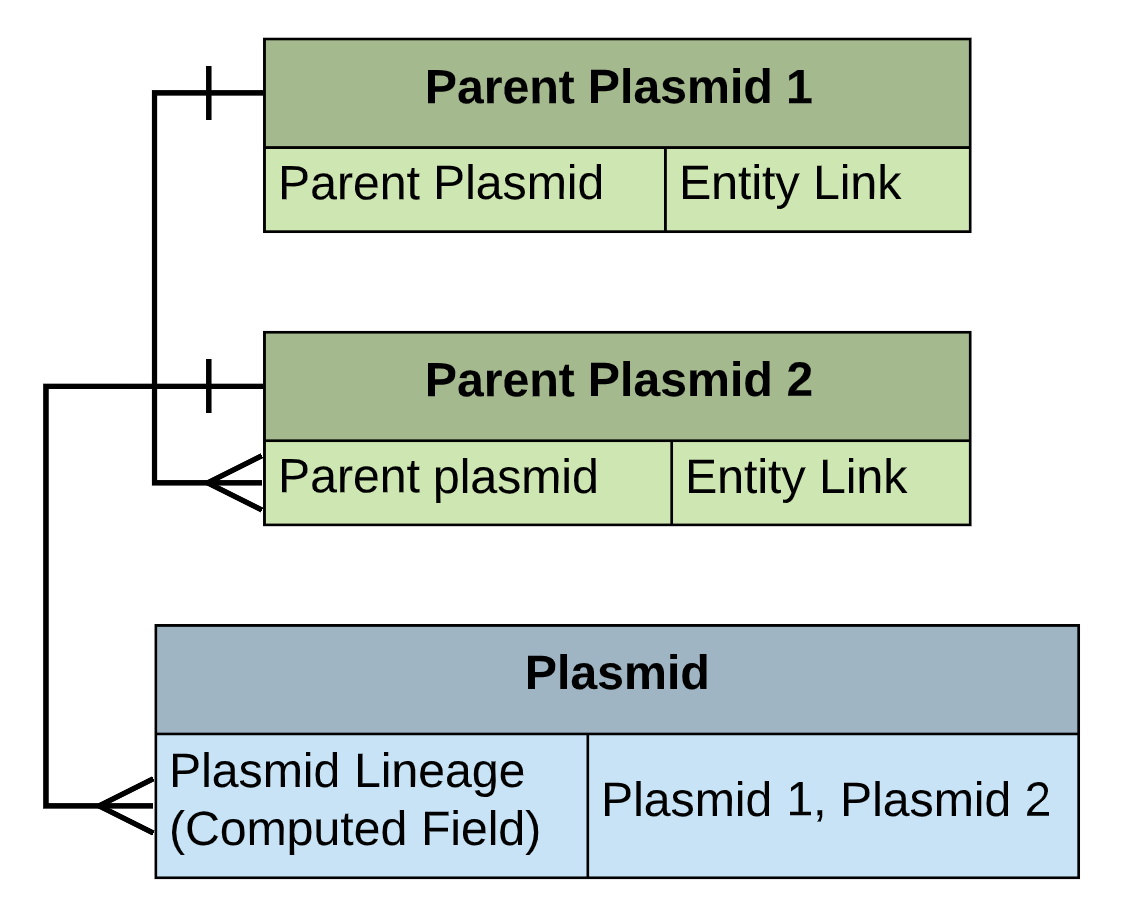 Parent Plasmid 1
Parent Plasmid Entity Link
Parent Plasmid 2
Parent plasmid Entity Link
Plasmid
Plasmid Lineage
(Computed Field)
Plasmid 1, Plasmid 2